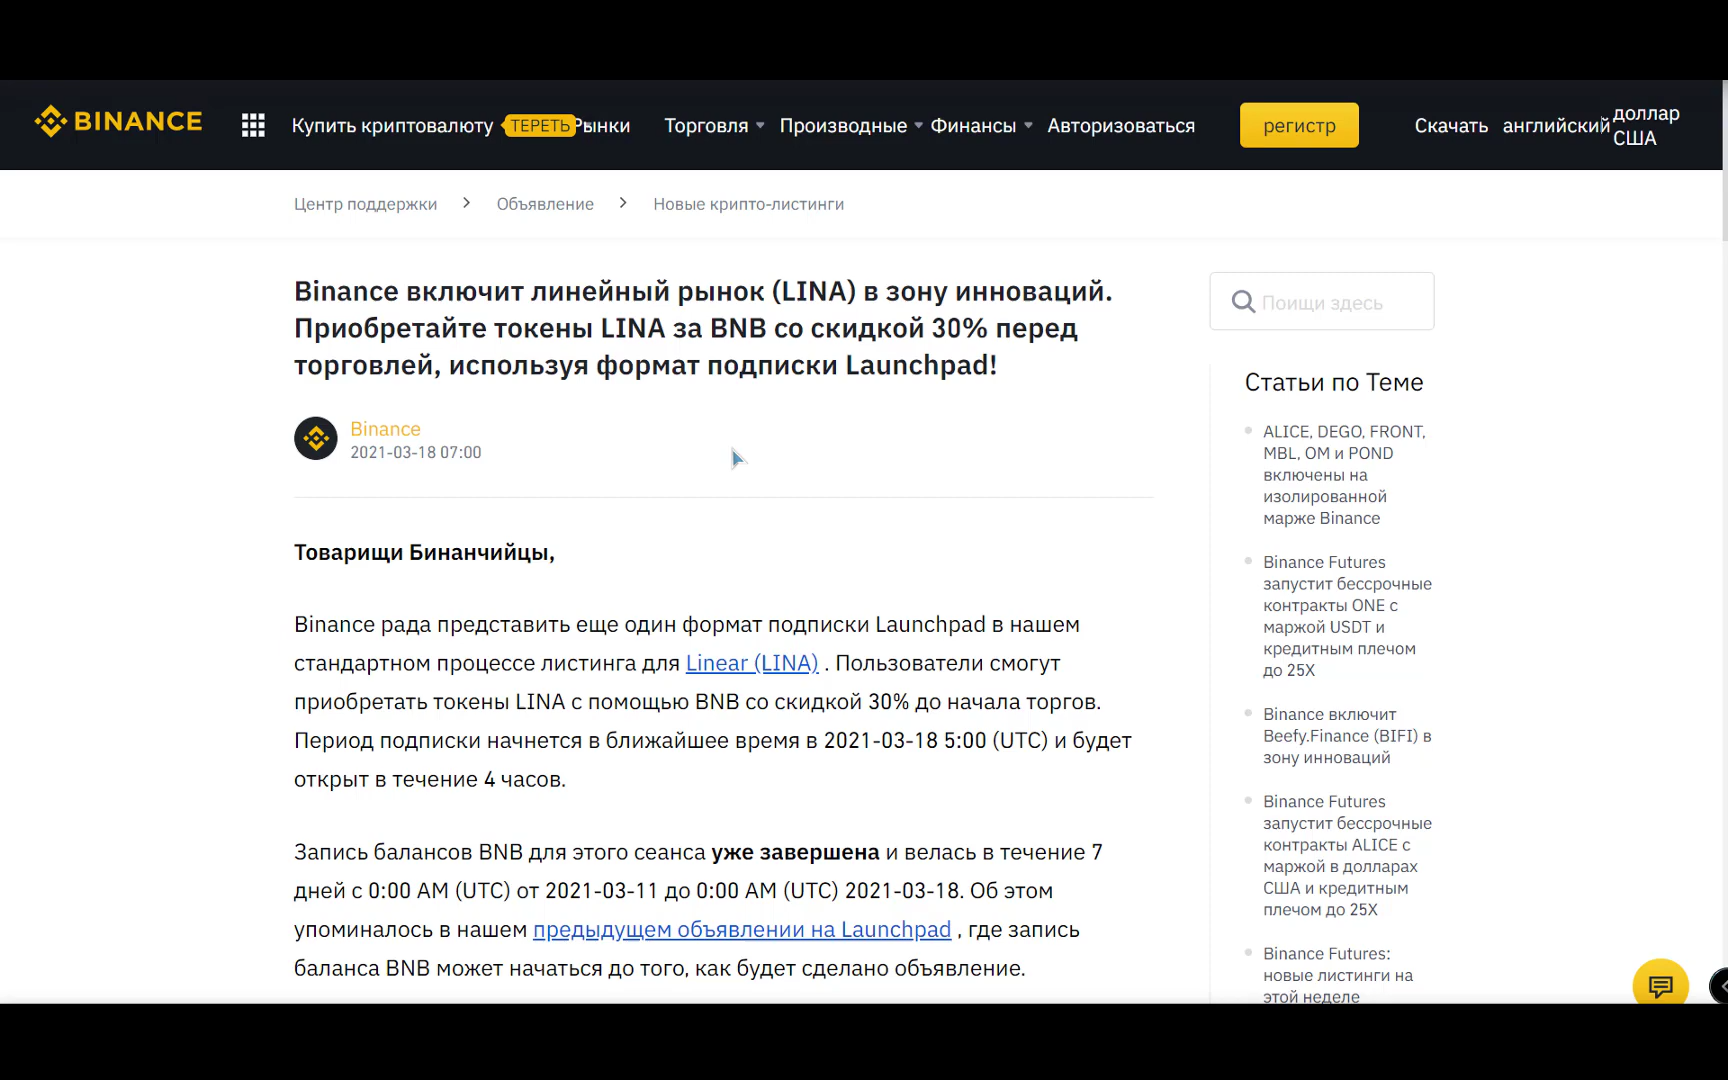 BINANCE
Купить криптовалюту ТЕРЕТЬ Рынки Торговля Производные Финансы Авторизоваться регистр Скачать английский доллар США
Центр поддержки > Объявление > Новые крипто-листинги
Binance включит линейный рынок (LINA) в зону инноваций.
Приобретайте токены LINA за BNB со скидкой 30% перед
торговлей, используя формат подписки Launchpad!
Binance
2021-03-18 07:00
Товарищи Бинанчийцы,
Binance рада представить еще один формат подписки Launchpad в нашем
стандартном процессе листинга для Linear (LINA) . Пользователи смогут
приобретать токены LINA с помощью BNB со скидкой 30% до начала торгов.
Период подписки начнется в ближайшее время в 2021-03-18 5:00 (UTC) и будет
открыт в течение 4 часов.
Запись балансов BNB для этого сеанса уже завершена и велась в течение 7
дней с 0:00 AM (UTC) от 2021-03-11 до 0:00 AM (UTC) 2021-03-18. Об этом
упоминалось в нашем предыдущем объявлении на Launchpad , где запись
баланса BNB может начаться до того, как будет сделано объявление.
Поищи здесь
Статьи по Теме
ALICE, DEGO, FRONT,
MBL, OM и POND
включены на
изолированной
марже Binance
Binance Futures
запустит бессрочные
контракты ONE с
маржой USDT и
кредитным плечом
до 25X
Binance включит
Beefy.Finance (BIFI) в
зону инноваций
Binance Futures
запустит бессрочные
контракты ALICE с
маржой в долларах
США и кредитным
плечом до 25X
Binance Futures:
новые листинги на
этой неделе